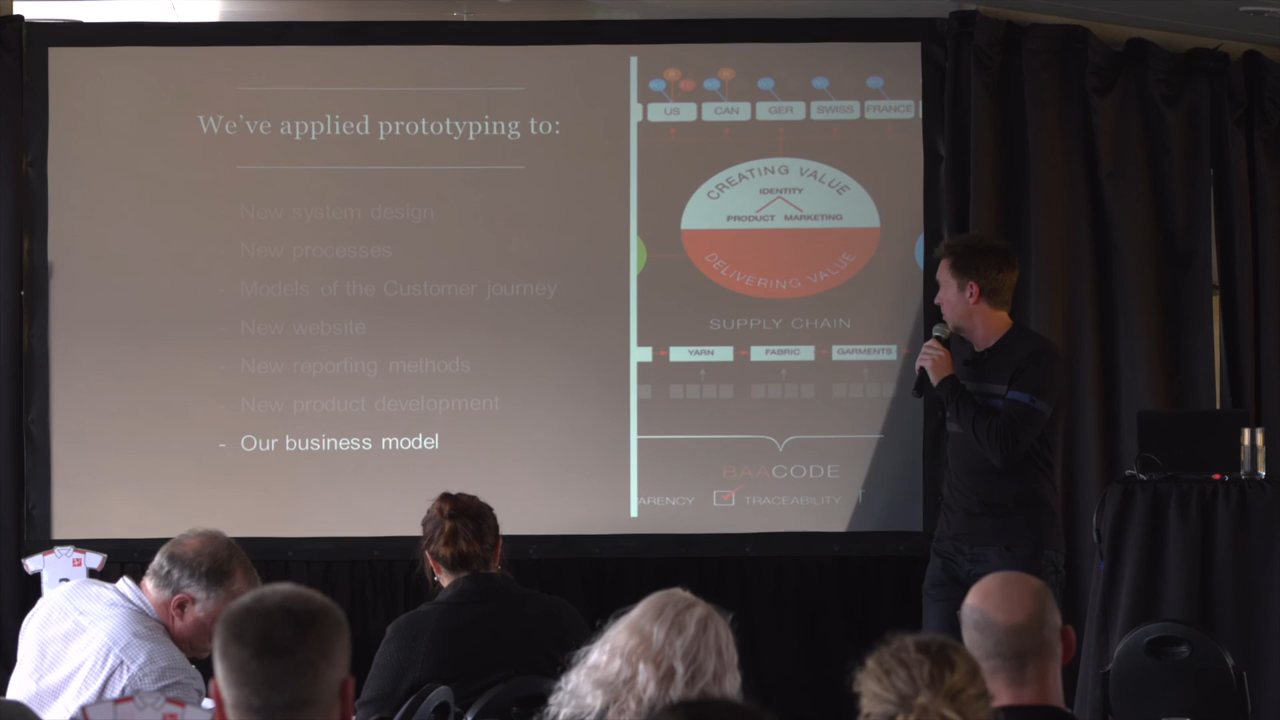 We've applied prototyping to:
New system design
New processes
- Models of the Customer journey
- New website
- New reporting methods
New product development
- Our business model
US CAN GER SWISS FRANCE
CREATING VALUE
IDENTITY
PRODUCT MARKETING
DELIVERING VALUE
SUPPLY CHAIN
YARN FABRIC GARMENTS
BAACODE
ARENCY TRACEABILITY